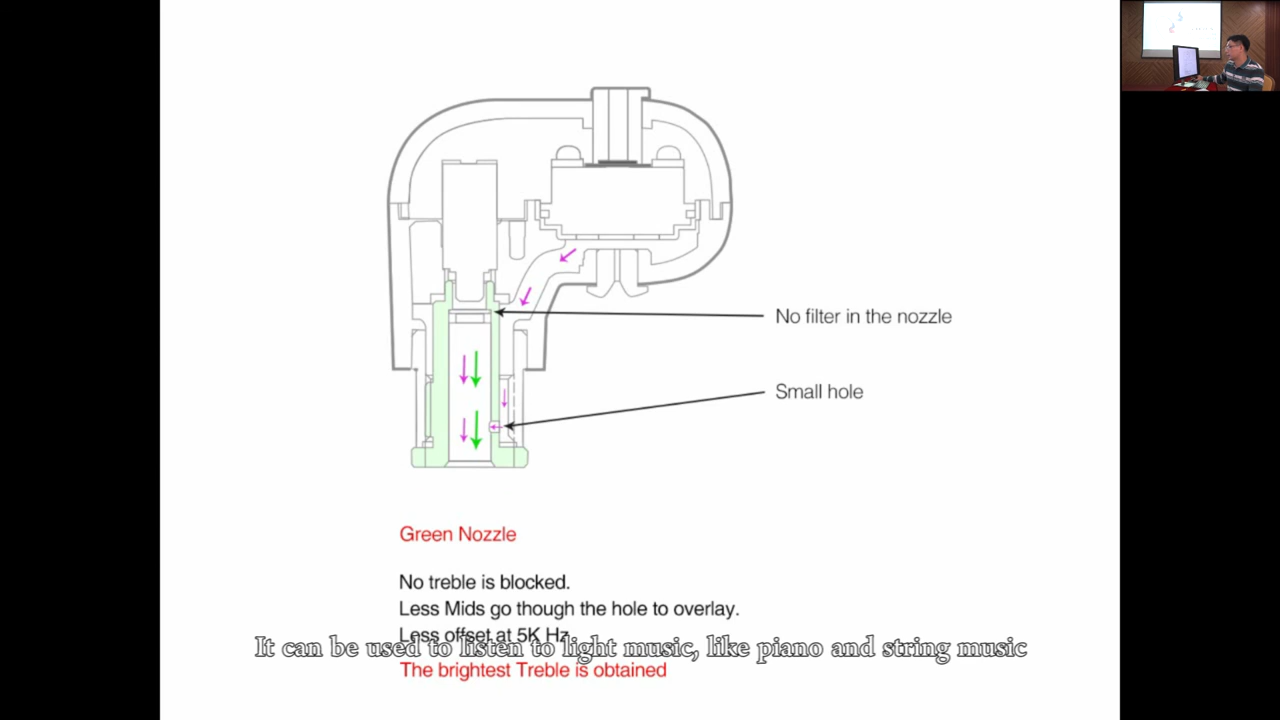 No filter in the nozzle
Small hole
Green Nozzle
No treble is blocked.
Less Mids go though the hole to overlay.
Less offset at 5K Hz
It can be used to listen to light music, like piano and string music
The brightest Treble is obtained